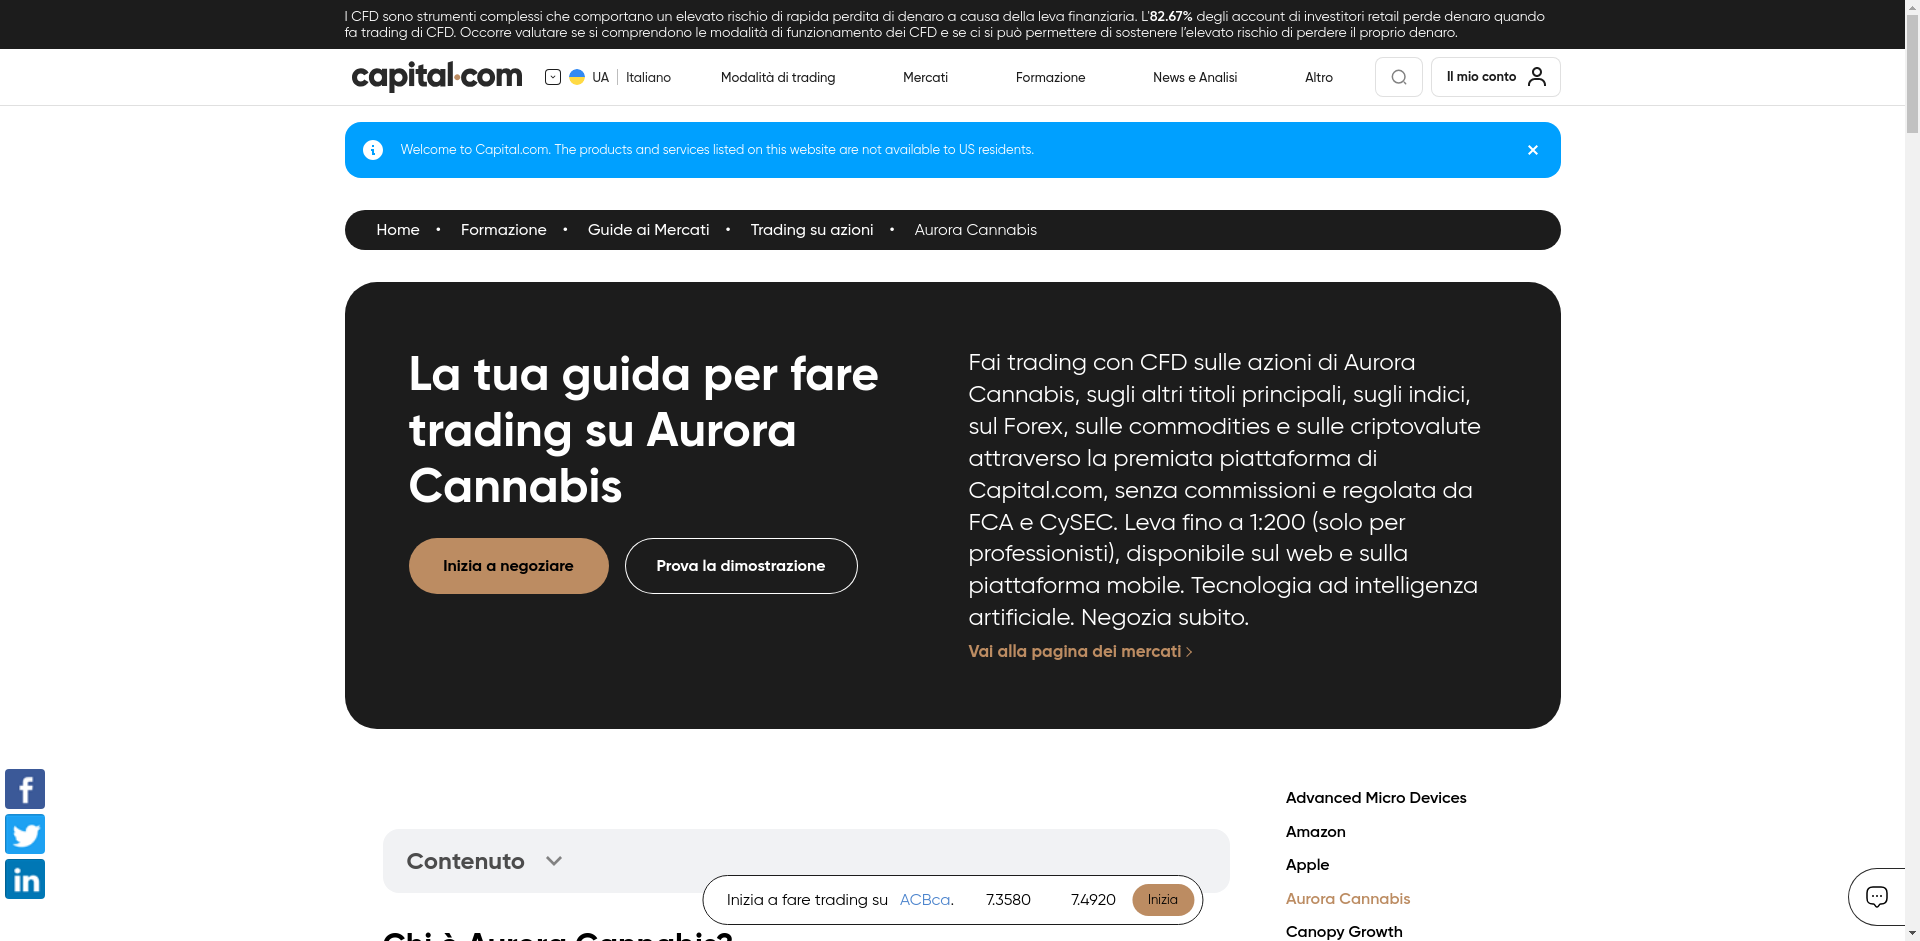 I CFD sono strumenti complessi che comportano un elevato rischio di rapida perdita di denaro a causa della leva finanziaria. L'82.67% degli account di investitori retail perde denaro quando
fa trading di CFD. Occorre valutare se si comprendono le modalità di funzionamento dei CFD e se ci si può permettere di sostenere l'elevato rischio di perdere il proprio denaro.
capital.com
UA
Italiano
Modalità di trading
Mercati
Formazione
News e Analisi
Altro
Il mio conto
Welcome to Capital.com. The products and services listed on this website are not available to US residents.
Home • Formazione • Guide ai Mercati • Trading su azioni • Aurora Cannabis
La tua guida per fare
trading su Aurora
Cannabis
Inizia a negoziare
Prova la dimostrazione
Fai trading con CFD sulle azioni di Aurora
Cannabis, sugli altri titoli principali, sugli indici,
sul Forex, sulle commodities e sulle criptovalute
attraverso la premiata piattaforma di
Capital.com, senza commissioni e regolata da
FCA e CySEC. Leva fino a 1:200 (solo per
professionisti), disponibile sul web e sulla
piattaforma mobile. Tecnologia ad intelligenza
artificiale. Negozia subito.
Vai alla pagina dei mercati
Contenuto
Inizia a fare trading su ACBca. 7.3580 7.4920 Inizia
Chi è Aurora Cannabis?
Advanced Micro Devices
Amazon
Apple
Aurora Cannabis
Canopy Growth